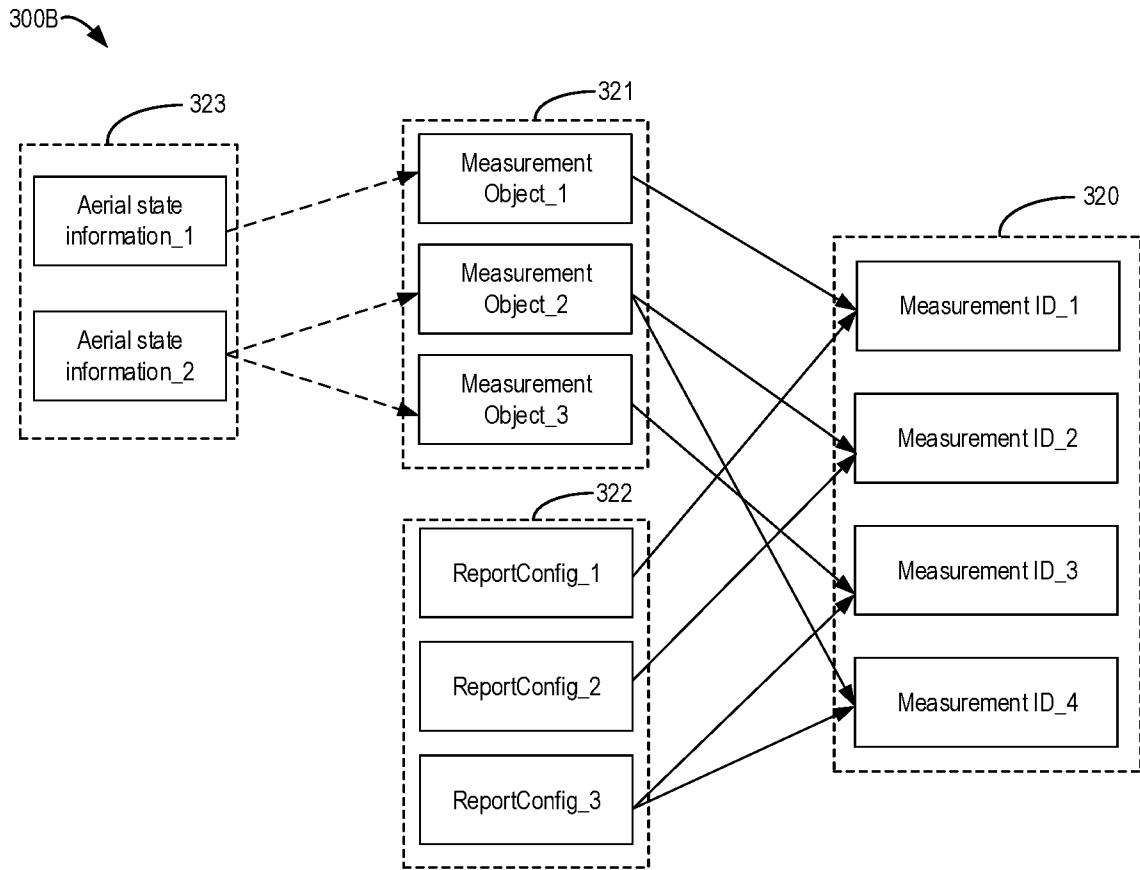 300B
323
Aerial state
information_1
Aerial state
information_2
321
Measurement
Object_1
Measurement
Object_2
Measurement
Object_3
322
ReportConfig_1
ReportConfig_2
ReportConfig_3
320
Measurement ID_1
Measurement ID_2
Measurement ID_3
Measurement ID_4